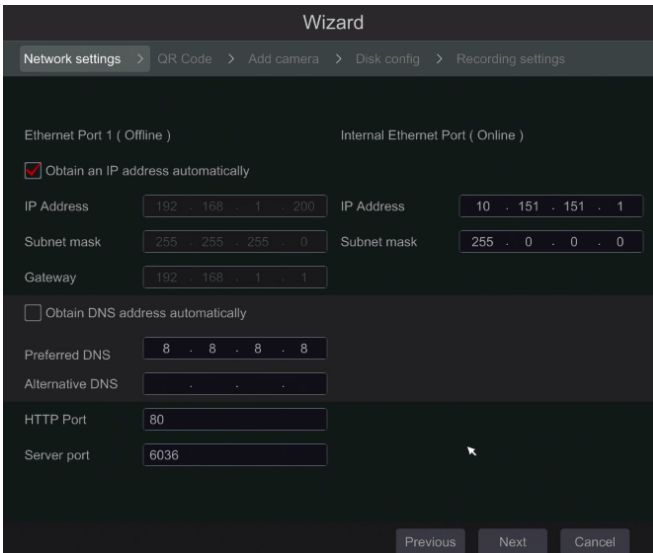 Wizard
Network settings > QR Code > Add camera > Disk config > Recording settings
Ethernet Port 1 ( Offline )
Internal Ethernet Port ( Online )
Obtain an IP address automatically
IP Address 192 . 168 . 1 . 200
IP Address 10 . 151 . 151 . 1
Subnet mask 255 . 255 . 255 . 0
Subnet mask 255 . 0 . 0 . 0
Gateway 192 . 168 . 1 . 1
Obtain DNS address automatically
Preferred DNS 8 . 8 . 8 . 8
Alternative DNS . . .
HTTP Port 80
Server port 6036
Previous Next Cancel